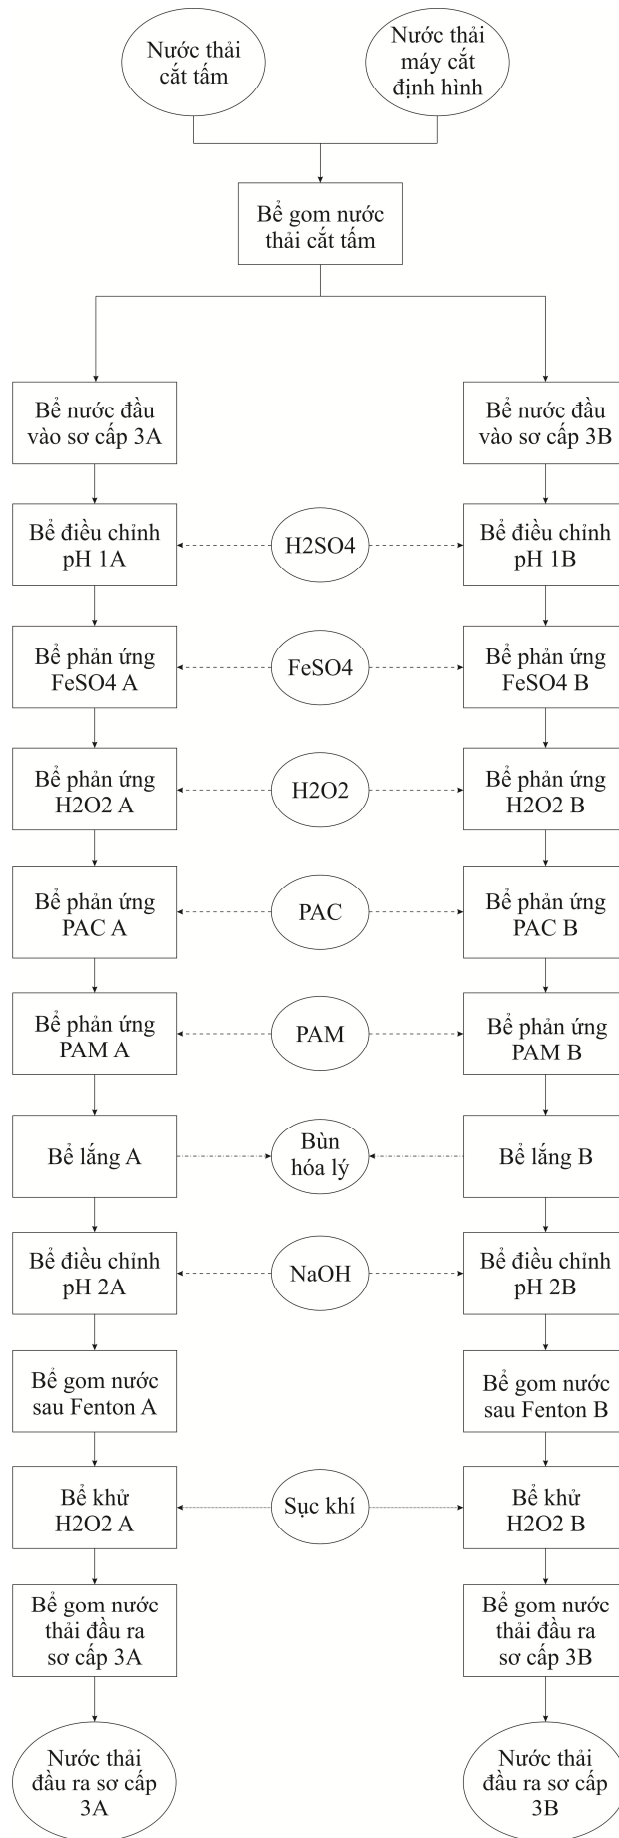 Nước thải
cắt tấm
Nước thải
máy cắt
định hình
Bể gom nước
thải cắt tấm
Bể nước đầu
vào sơ cấp 3A
Bể nước đầu
vào sơ cấp 3B
Bể điều chỉnh
pH 1A
H2SO4
Bể điều chỉnh
pH 1B
Bể phản ứng
FeSO4 A
FeSO4
Bể phản ứng
FeSO4 B
Bể phản ứng
H2O2 A
H2O2
Bể phản ứng
H2O2 B
Bể phản ứng
PAC A
PAC
Bể phản ứng
PAC B
Bể phản ứng
PAM A
PAM
Bể phản ứng
PAM B
Bể lắng A
Bùn
hóa lý
Bể lắng B
Bể điều chỉnh
pH 2A
NaOH
Bể điều chỉnh
pH 2B
Bể gom nước
sau Fenton A
Bể gom nước
sau Fenton B
Bể khử
H2O2 A
Sục khí
Bể khử
H2O2 B
Bể gom nước
thải đầu ra
sơ cấp 3A
Bể gom nước
thải đầu ra
sơ cấp 3B
Nước thải
đầu ra sơ cấp
3A
Nước thải
đầu ra sơ cấp
3B